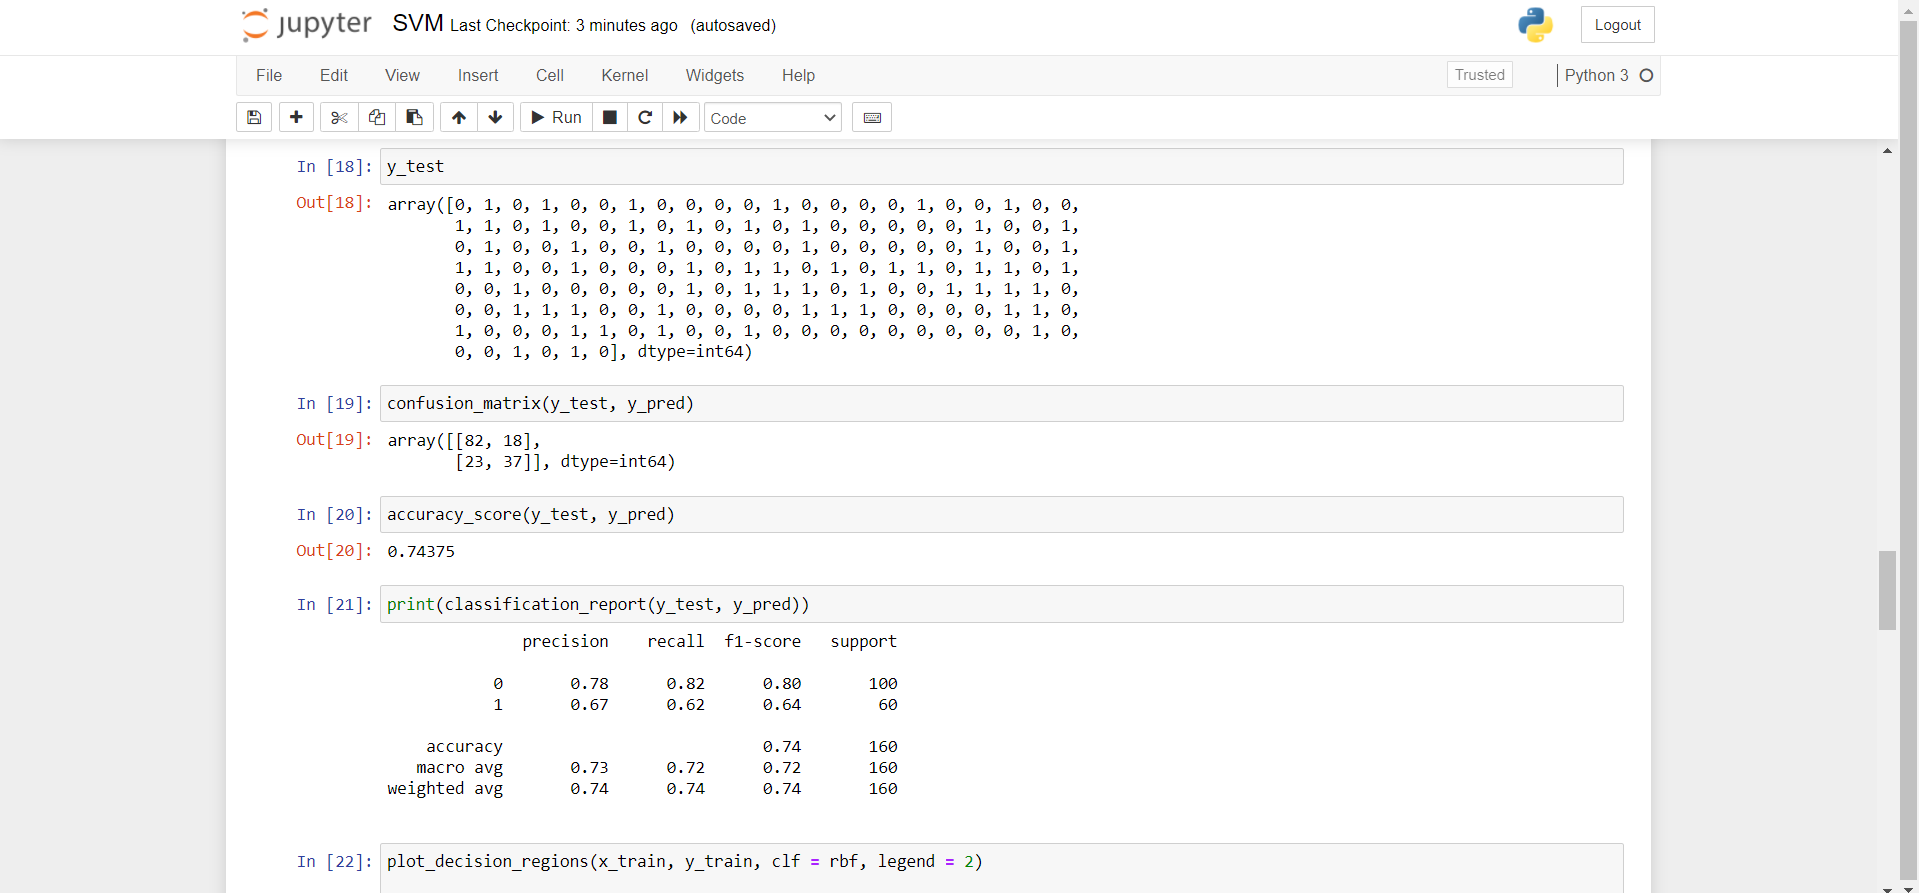 jupyter SVM Last Checkpoint: 3 minutes ago (autosaved) Logout
File Edit View Insert Cell Kernel Widgets Help Trusted Python 3
Run Code
In [18]: y_test
Out[18]: array([0, 1, 0, 1, 0, 0, 1, 0, 0, 0, 0, 1, 0, 0, 0, 0, 1, 0, 0, 1, 0, 0,
1, 1, 0, 1, 0, 0, 1, 0, 1, 0, 1, 0, 1, 0, 0, 0, 0, 0, 1, 0, 0, 1,
0, 1, 0, 0, 1, 0, 0, 1, 0, 0, 0, 0, 1, 0, 0, 0, 0, 0, 1, 0, 0, 1,
1, 1, 0, 0, 1, 0, 0, 0, 1, 0, 1, 1, 0, 1, 0, 1, 1, 0, 1, 1, 0, 1,
0, 0, 1, 0, 0, 0, 0, 0, 1, 0, 1, 1, 1, 0, 1, 0, 0, 1, 1, 1, 1, 0,
0, 0, 1, 1, 1, 0, 0, 1, 0, 0, 0, 0, 1, 1, 1, 0, 0, 0, 0, 1, 1, 0,
1, 0, 0, 0, 1, 1, 0, 1, 0, 0, 1, 0, 0, 0, 0, 0, 0, 0, 0, 0, 1, 0,
0, 0, 1, 0, 1, 0], dtype=int64)
In [19]: confusion_matrix(y_test, y_pred)
Out[19]: array([[82, 18],
[23, 37]], dtype=int64)
In [20]: accuracy_score(y_test, y_pred)
Out[20]: 0.74375
In [21]: print(classification_report(y_test, y_pred))
precision recall f1-score support
0 0.78 0.82 0.80 100
1 0.67 0.62 0.64 60
accuracy 0.74 160
macro avg 0.73 0.72 0.72 160
weighted avg 0.74 0.74 0.74 160
In [22]: plot_decision_regions(x_train, y_train, clf = rbf, legend = 2)